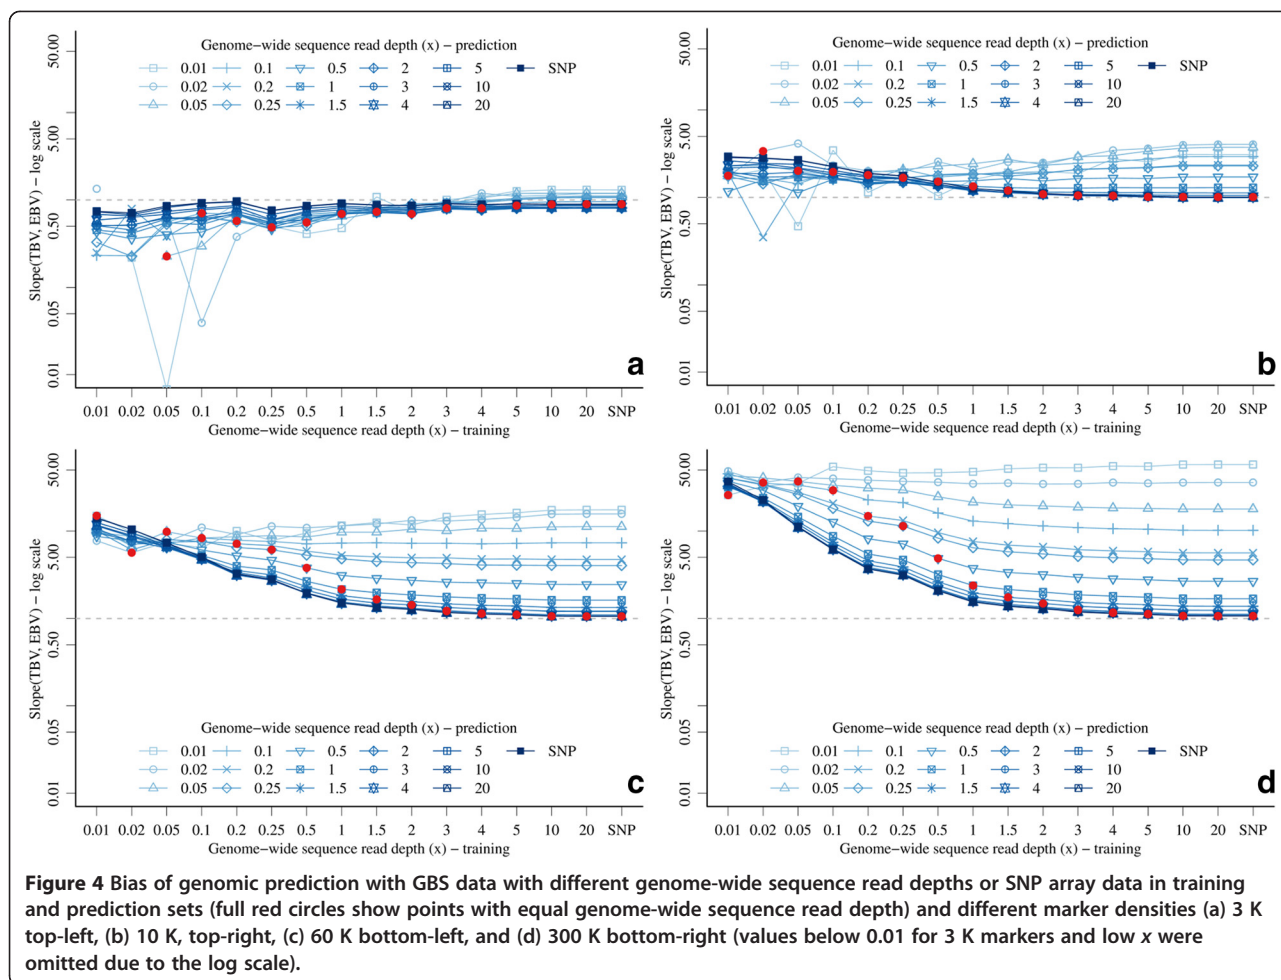 Genome−wide sequence read depth (x) − prediction
0.01 0.1 0.5 2 5 SNP
0.02 0.2 1 3 10
0.05 0.25 1.5 4 20
Slope(TBV, EBV) − log scale
50.00
5.00
0.50
0.05
0.01
a
0.01 0.02 0.05 0.1 0.2 0.25 0.5 1 1.5 2 3 4 5 10 20 SNP
Genome−wide sequence read depth (x) − training
Genome−wide sequence read depth (x) − prediction
0.01 0.1 0.5 2 5 SNP
0.02 0.2 1 3 10
0.05 0.25 1.5 4 20
Slope(TBV, EBV) − log scale
50.00
5.00
0.50
0.05
0.01
b
0.01 0.02 0.05 0.1 0.2 0.25 0.5 1 1.5 2 3 4 5 10 20 SNP
Genome−wide sequence read depth (x) − training
Slope(TBV, EBV) − log scale
50.00
5.00
0.50
0.05
0.01
Genome−wide sequence read depth (x) − prediction
0.01 0.1 0.5 2 5 SNP
0.02 0.2 1 3 10
0.05 0.25 1.5 4 20
c
0.01 0.02 0.05 0.1 0.2 0.25 0.5 1 1.5 2 3 4 5 10 20 SNP
Genome−wide sequence read depth (x) − training
Slope(TBV, EBV) − log scale
50.00
5.00
0.50
0.05
0.01
Genome−wide sequence read depth (x) − prediction
0.01 0.1 0.5 2 5 SNP
0.02 0.2 1 3 10
0.05 0.25 1.5 4 20
d
0.01 0.02 0.05 0.1 0.2 0.25 0.5 1 1.5 2 3 4 5 10 20 SNP
Genome−wide sequence read depth (x) − training
Figure 4 Bias of genomic prediction with GBS data with different genome-wide sequence read depths or SNP array data in training
and prediction sets (full red circles show points with equal genome-wide sequence read depth) and different marker densities (a) 3 K
top-left, (b) 10 K, top-right, (c) 60 K bottom-left, and (d) 300 K bottom-right (values below 0.01 for 3 K markers and low x were
omitted due to the log scale).